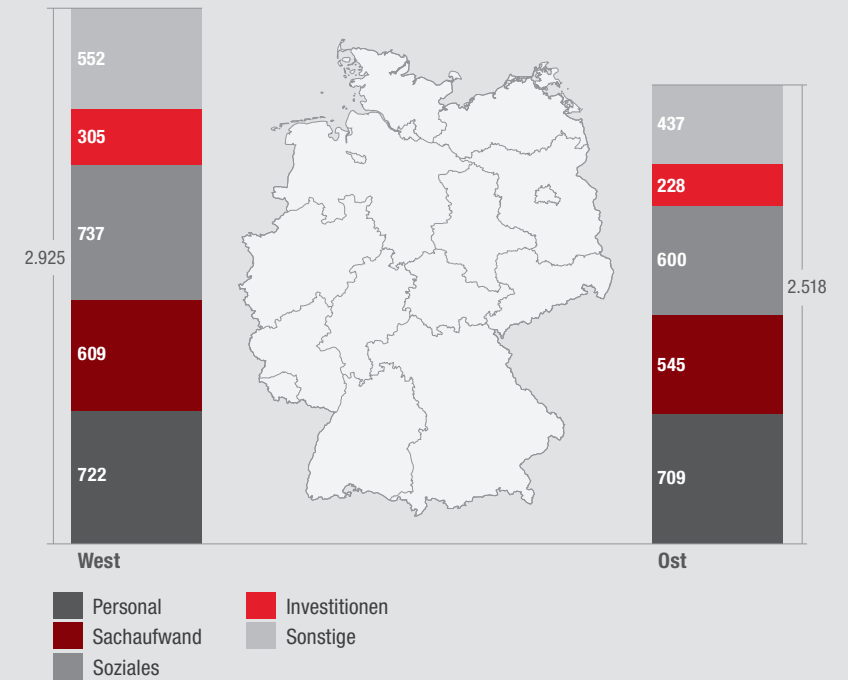 552
305
737
2.925
609
722
West
437
228
600
2.518
545
709
Ost
Personal
Sachaufwand
Soziales
Investitionen
Sonstige